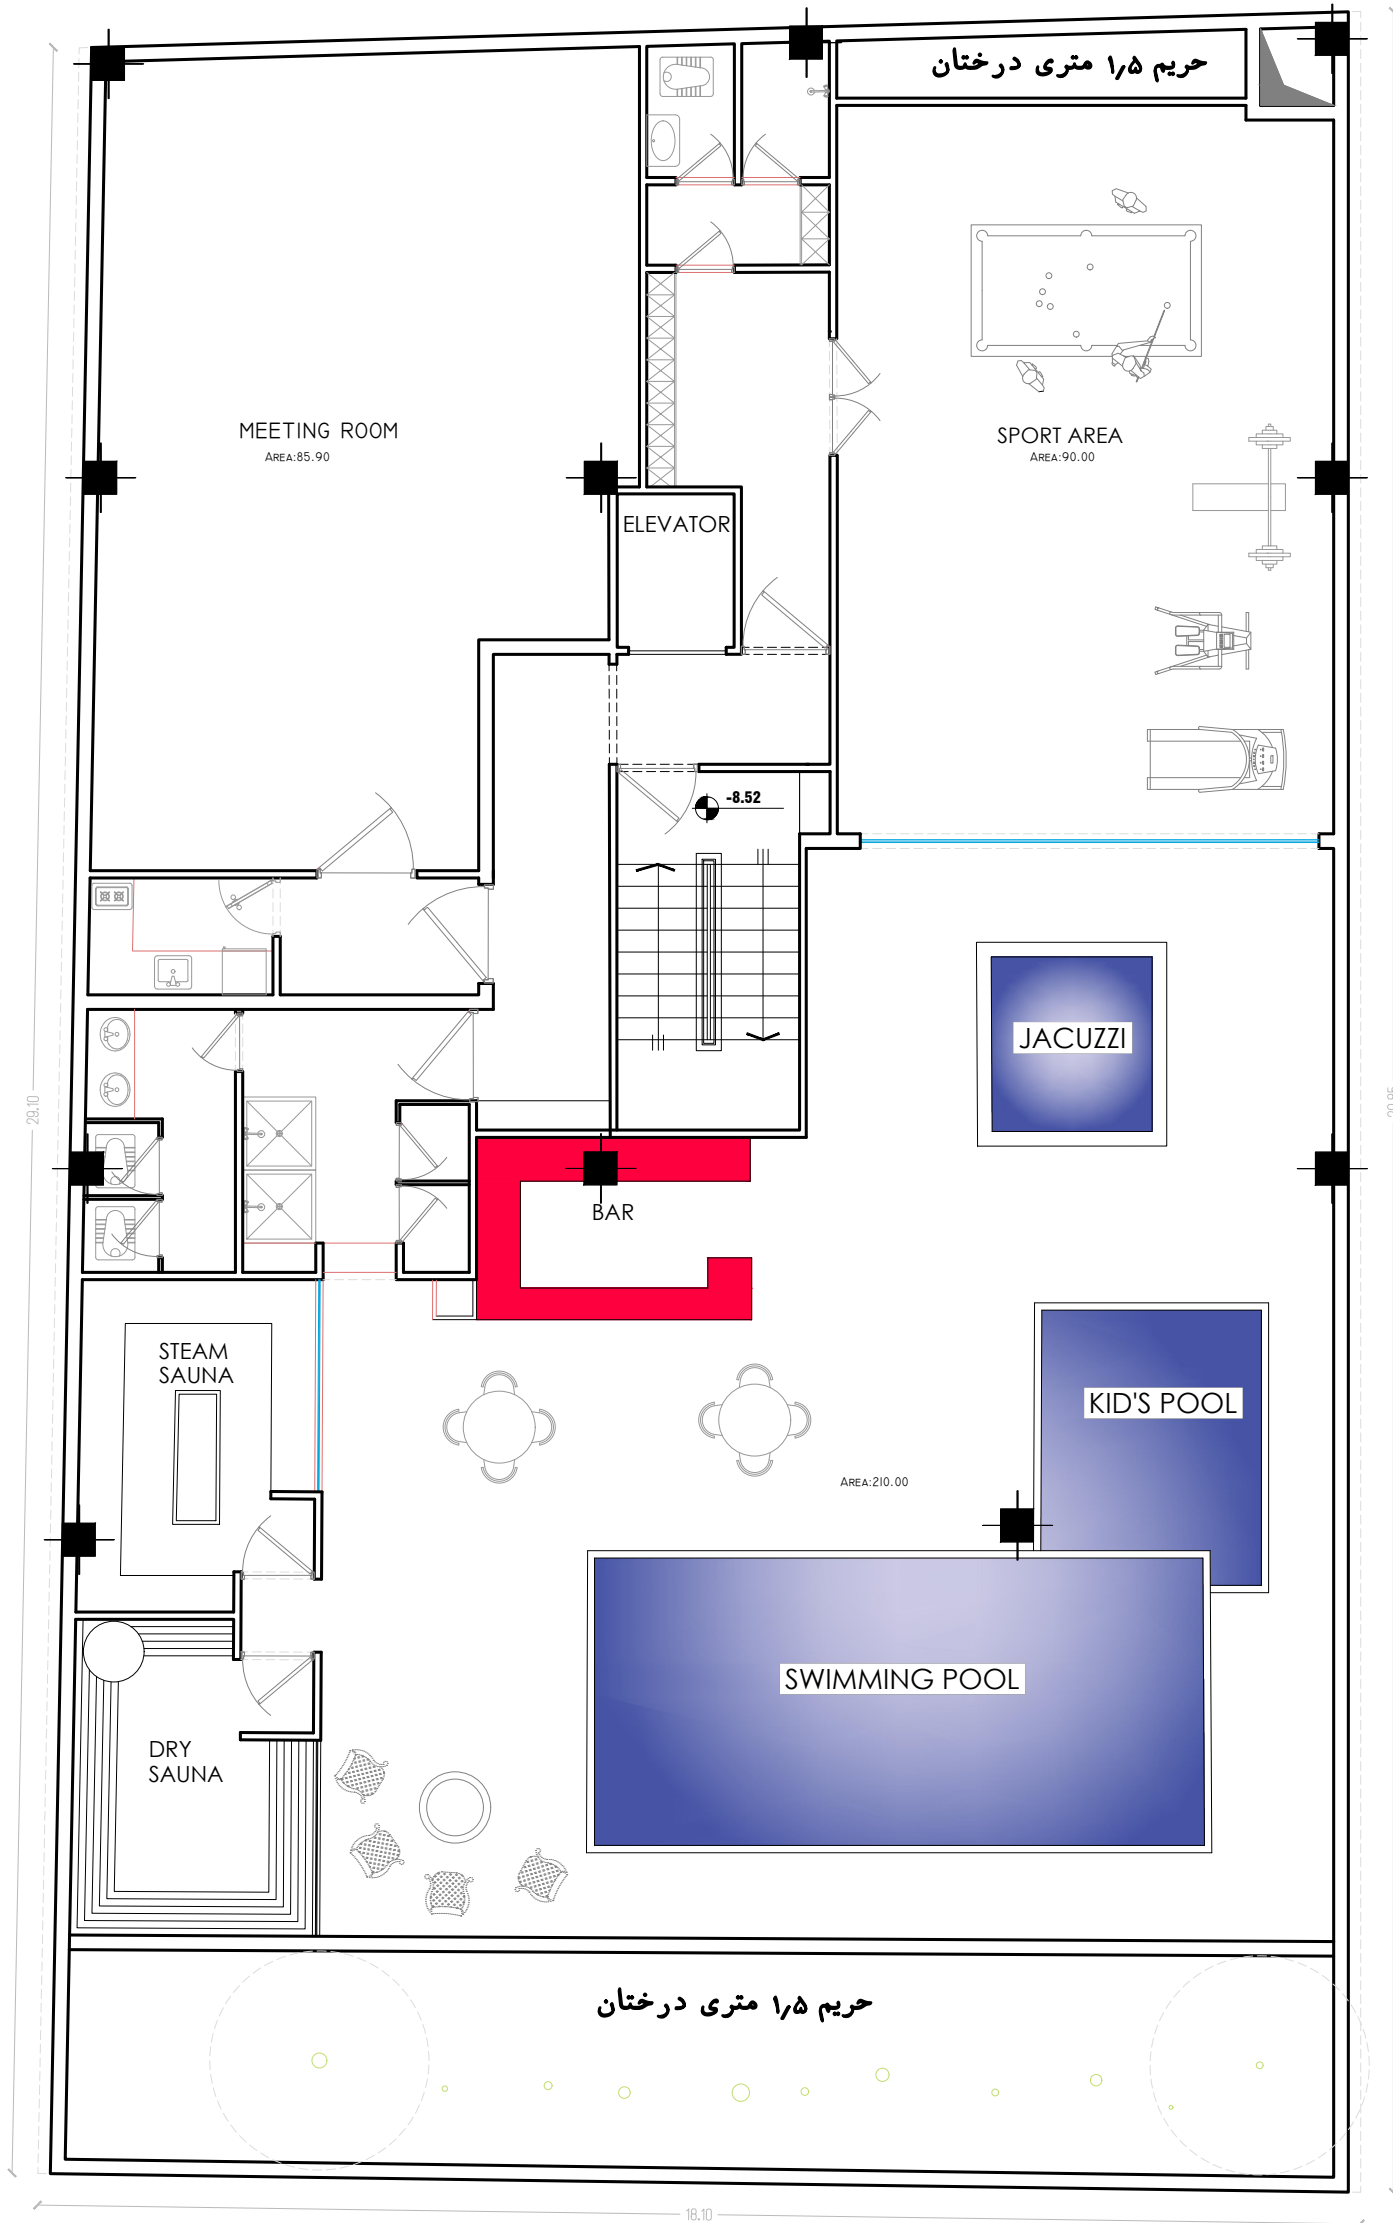 حریم ۱٫۵ متری درختان
MEETING ROOM
AREA:85.90
SPORT AREA
AREA:90.00
ELEVATOR
-8.52
JACUZZI
29.10
BAR
STEAM
SAUNA
KID'S POOL
AREA:210.00
SWIMMING POOL
DRY
SAUNA
حریم ۱٫۵ متری درختان
18.10